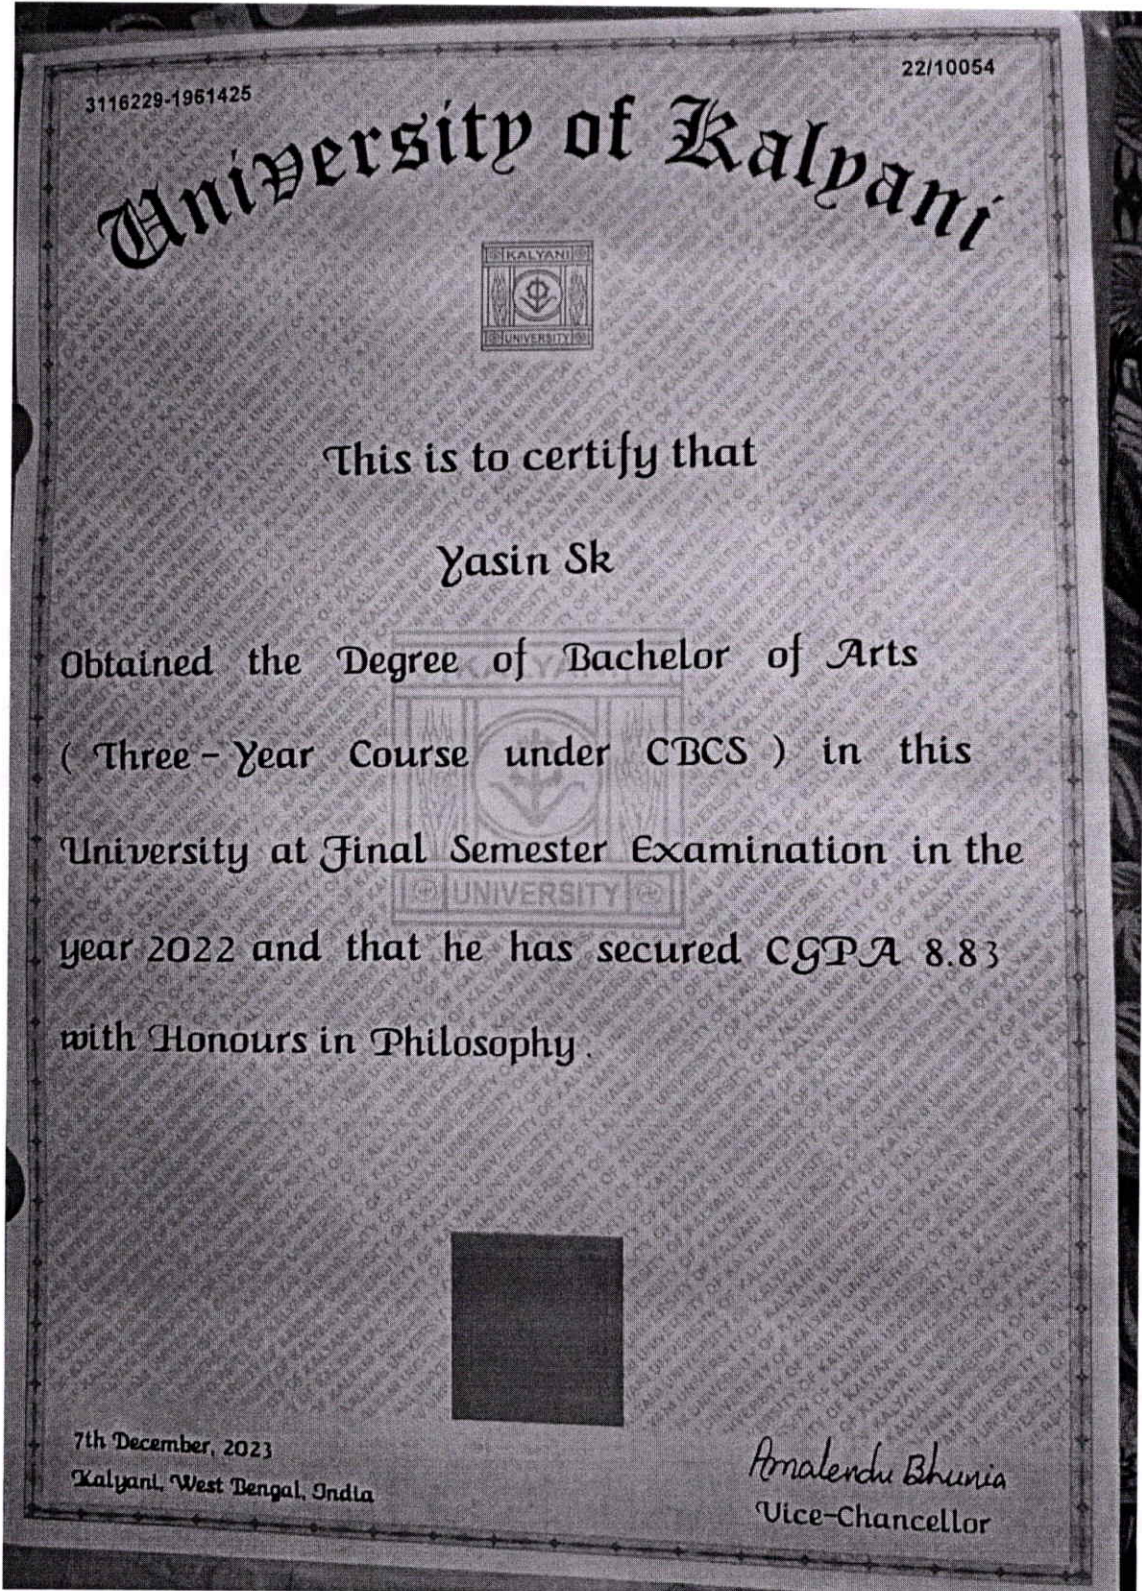 3116229-1961425
22/10054
University of Kalyani
KALYANI
UNIVERSITY
This is to certify that
Yasin Sk
Obtained the Degree of Bachelor of Arts
( Three - Year Course under CBCS ) in this
University at Final Semester Examination in the
year 2022 and that he has secured CGPA 8.83
with Honours in Philosophy .
KALYANI
UNIVERSITY
7th December, 2023
Kalyani, West Bengal, India
Amalendu Bhunia
Vice-Chancellor